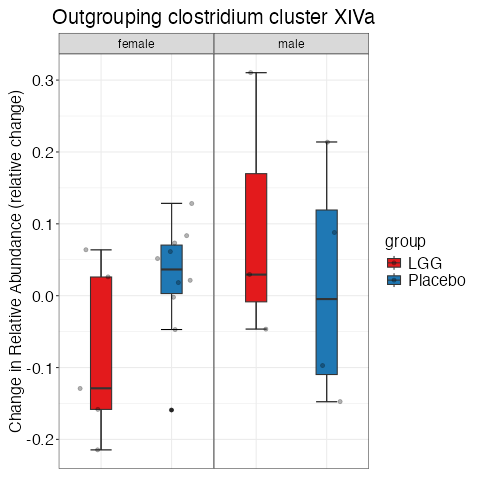 Outgrouping clostridium cluster XIVa
female
male
Change in Relative Abundance (relative change)
0.3
0.2
0.1
0.0
-0.1
-0.2
group
LGG
Placebo